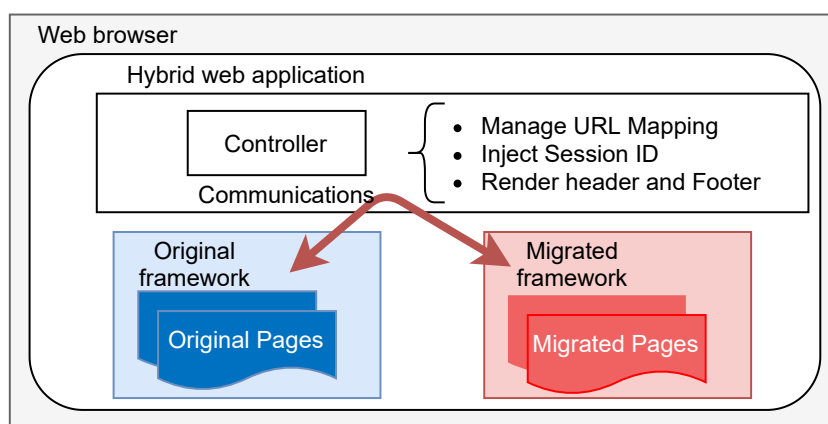 Web browser
Hybrid web application
Controller
• Manage URL Mapping
• Inject Session ID
• Render header and Footer
Communications
Original
framework
Original Pages
Migrated
framework
Migrated Pages